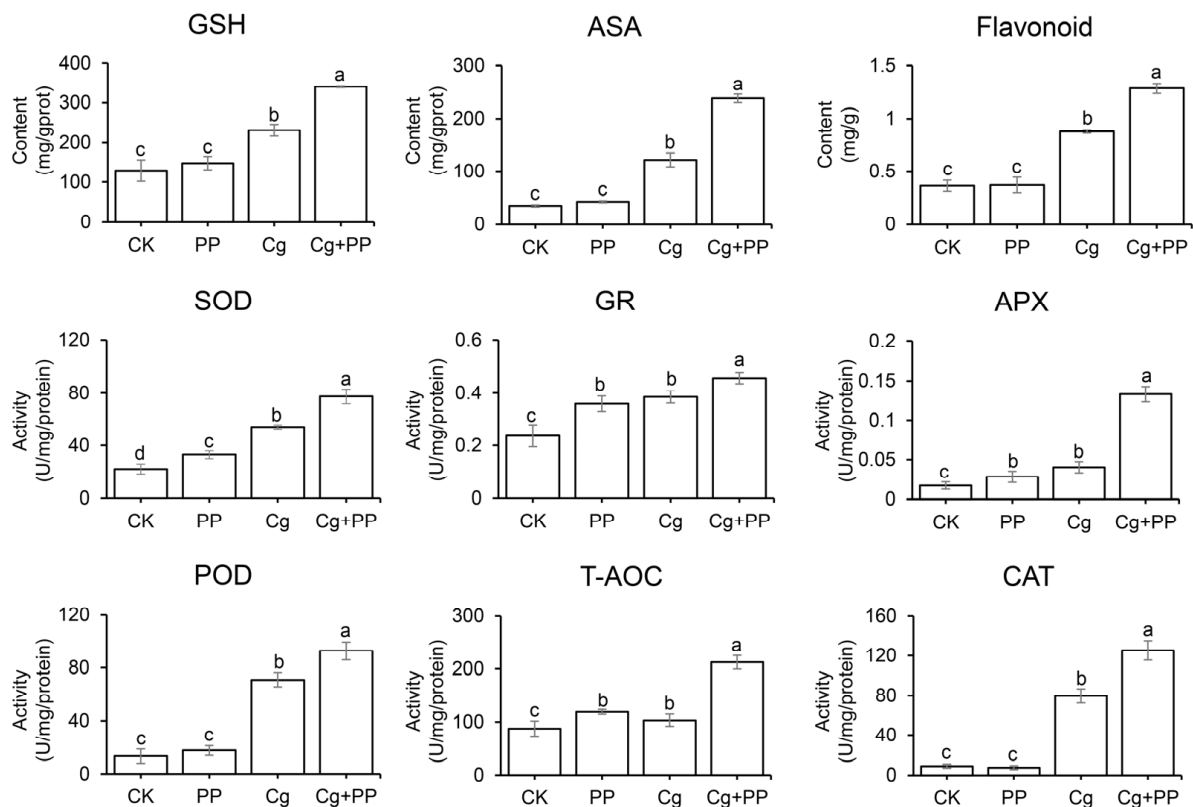 GSH
Content
(mg/gprot)
400
300
200
100
0
c
c
b
a
CK
PP
Cg
Cg+PP
ASA
Content
(mg/gprot)
300
200
100
0
c
c
b
a
CK
PP
Cg
Cg+PP
Flavonoid
Content
(mg/g)
1.5
1
0.5
0
c
c
b
a
CK
PP
Cg
Cg+PP
SOD
Activity
(U/mg/protein)
120
80
40
0
d
c
b
a
CK
PP
Cg
Cg+PP
GR
Activity
(U/mg/protein)
0.6
0.4
0.2
0
c
b
b
a
CK
PP
Cg
Cg+PP
APX
Activity
(U/mg/protein)
0.2
0.15
0.1
0.05
0
c
b
b
a
CK
PP
Cg
Cg+PP
POD
Activity
(U/mg/protein)
120
80
40
0
c
c
b
a
CK
PP
Cg
Cg+PP
T-AOC
Activity
(U/mg/protein)
300
200
100
0
c
b
b
a
CK
PP
Cg
Cg+PP
CAT
Activity
(U/mg/protein)
160
120
80
40
0
c
c
b
a
CK
PP
Cg
Cg+PP